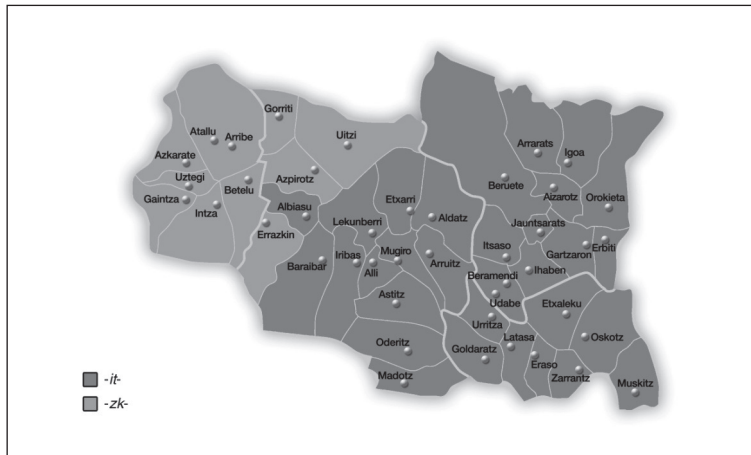 Gorriti
Uitzi
Atallu
Arribe
Azkarate
Uztegi
Gaintza
Intza
Betelu
Azpirotz
Albiasu
Errazkin
Etxarri
Aldatz
Lekunberri
Baraibar
Iribas
Alli
Mugiro
Arruitz
Astitz
Oderitz
Madotz
Arrarats
Igoa
Beruete
Aizarotz
Orokieta
Jauntsarats
Itsaso
Gartzaron
Erbiti
Beramendi
Ihaben
Udabe
Urritza
Etxaleku
Latasa
Oskotz
Goldaratz
Eraso
Zarrantz
Muskitz
-it-
-zk-